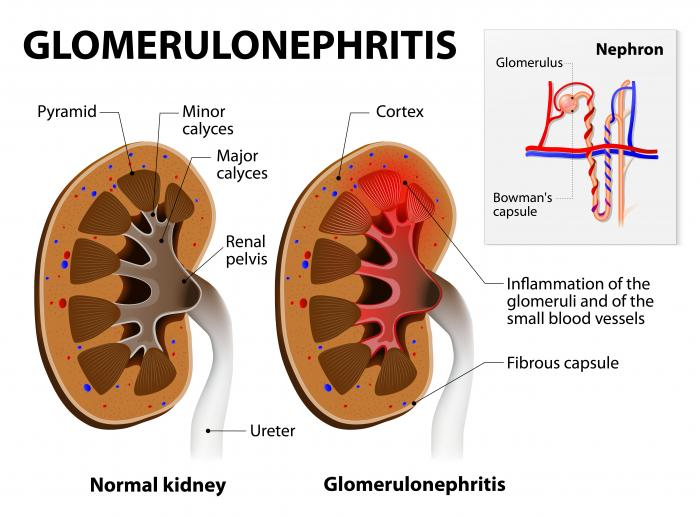 GLOMERULONEPHRITIS
Nephron
Glomerulus
Bowman's
capsule
Pyramid
Minor
calyces
Major
calyces
Renal
pelvis
Ureter
Cortex
Inflammation of the
glomeruli and of the
small blood vessels
Fibrous capsule
Normal kidney
Glomerulonephritis